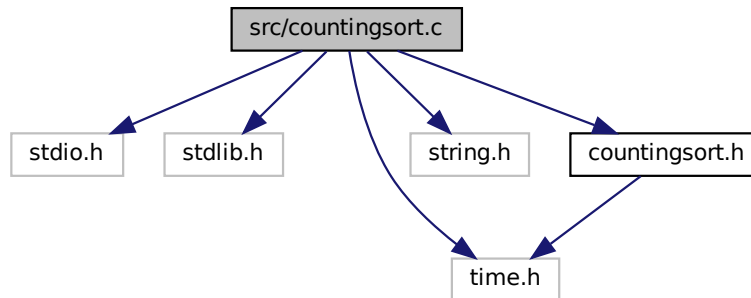 src/countingsort.c
stdio.h
stdlib.h
string.h
countingsort.h
time.h